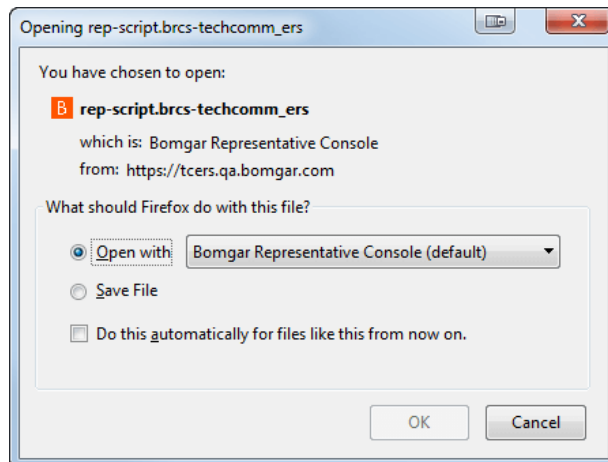 Opening rep-script.brcs-techcomm_ers
You have chosen to open:
B rep-script.brcs-techcomm_ers
which is: Bomgar Representative Console
from: https://tcers.qa.bomgar.com
What should Firefox do with this file?
Open with Bomgar Representative Console (default)
Save File
Do this automatically for files like this from now on.
OK Cancel